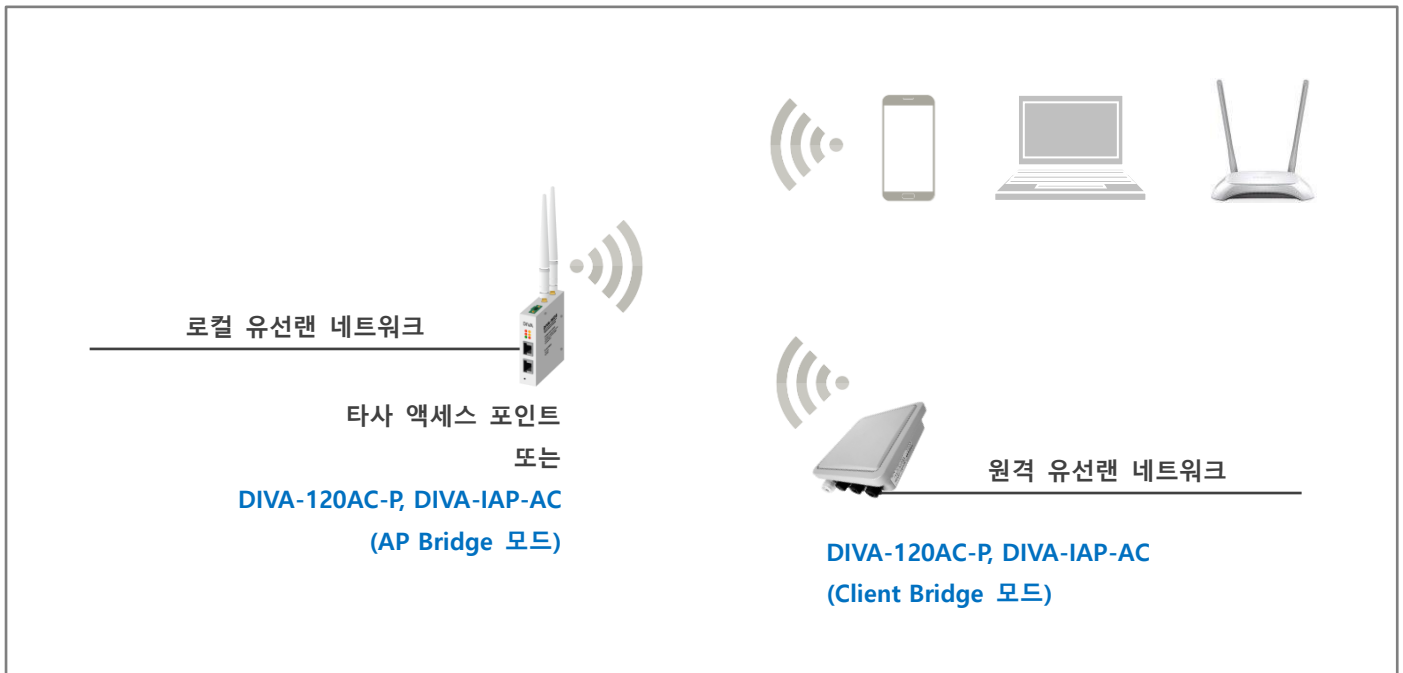 로컬 유선랜 네트워크
타사 액세스 포인트
또는
DIVA-120AC-P, DIVA-IAP-AC
(AP Bridge 모드)
원격 유선랜 네트워크
DIVA-120AC-P, DIVA-IAP-AC
(Client Bridge 모드)